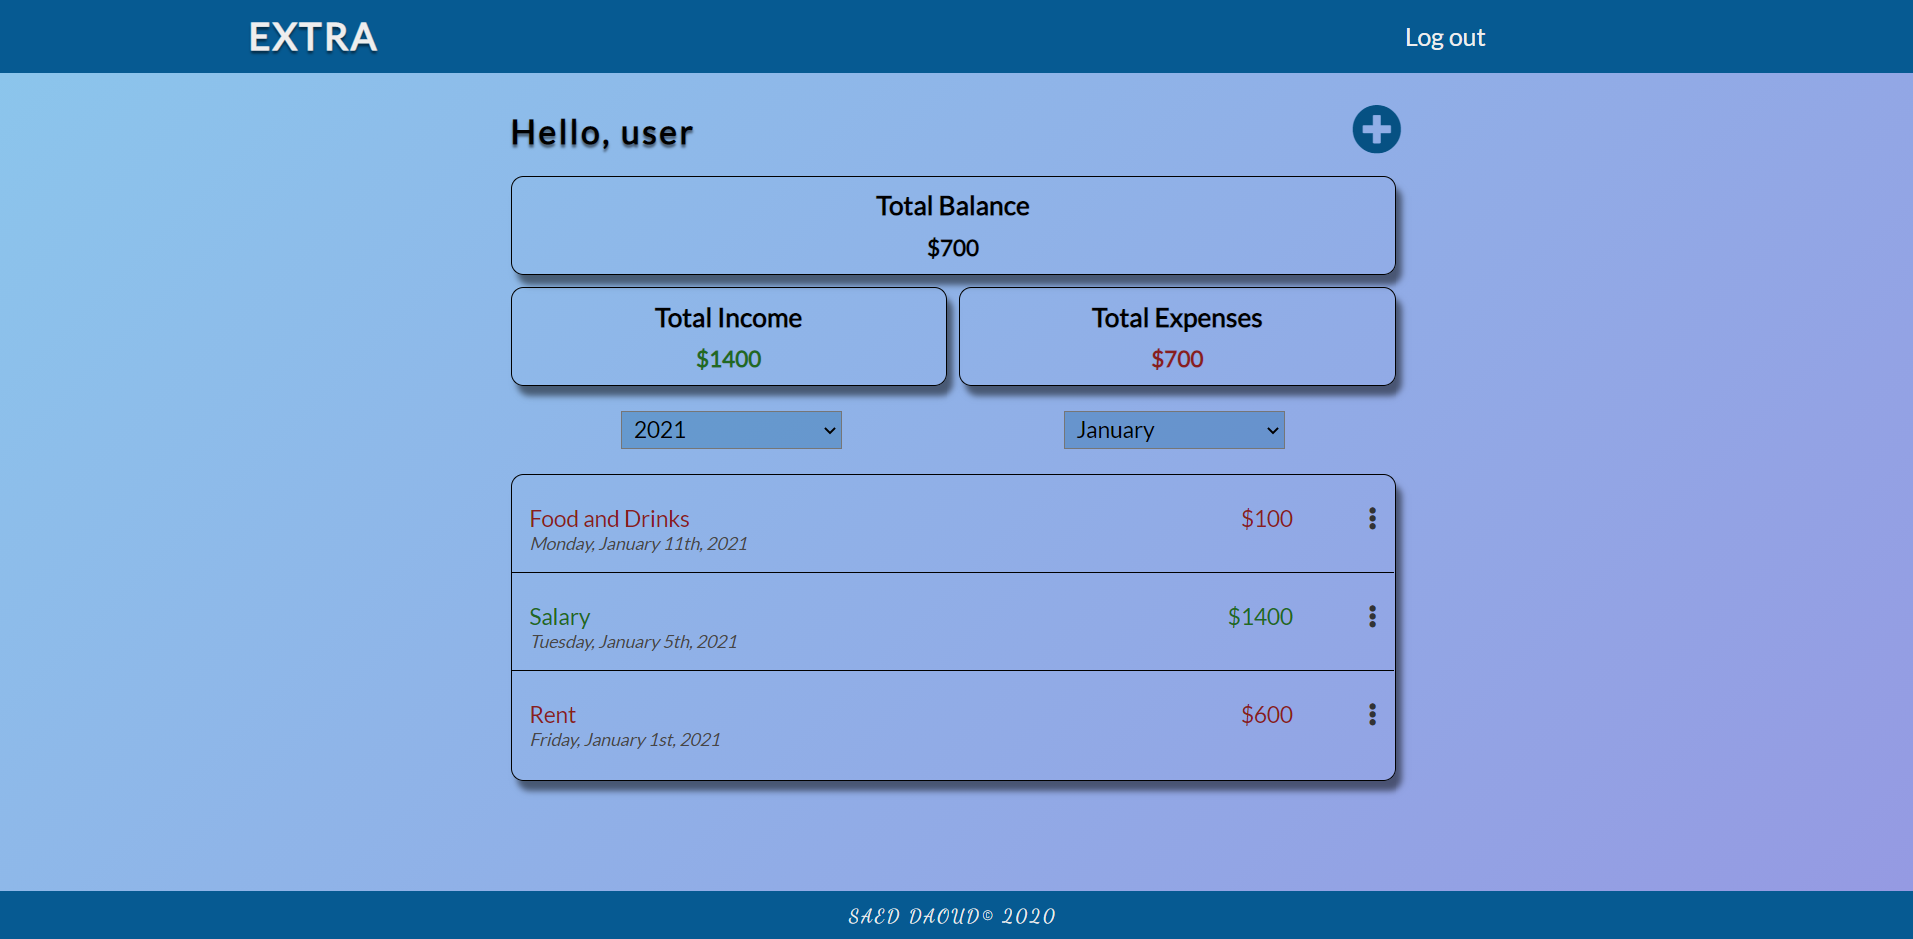 EXTRA
Log out
Hello, user
Total Balance
$700
Total Income
$1400
Total Expenses
$700
2021
January
Food and Drinks
$100
Monday, January 11th, 2021
Salary
$1400
Tuesday, January 5th, 2021
Rent
$600
Friday, January 1st, 2021
SAED DAOUD© 2020